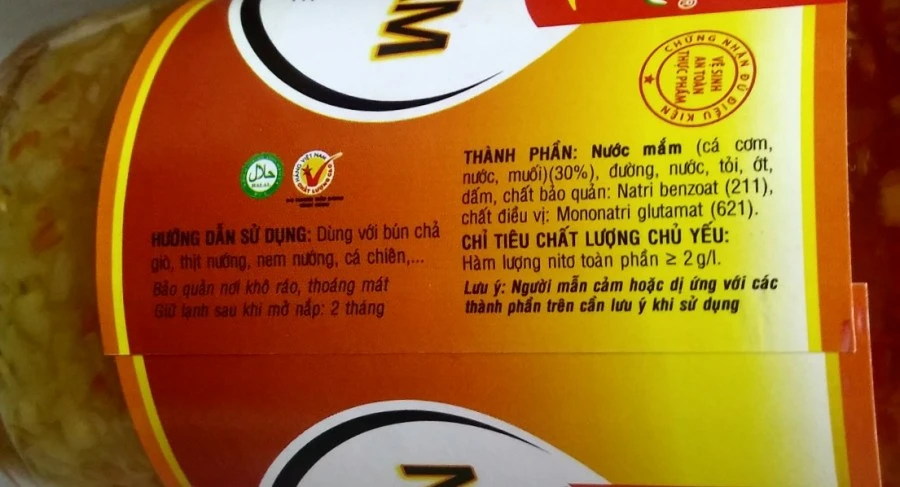 ẮM
®
CHỨNG NHẬN ĐỦ ĐIỀU KIỆN
VỆ SINH
AN TOÀN
THỰC PHẨM
حلال
HALAL
HÀNG VIỆT NAM
CHẤT LƯỢNG CAO
HƯỚNG DẪN SỬ DỤNG: Dùng với bún chả
giò, thịt nướng, nem nướng, cá chiên,...
Bảo quản nơi khô ráo, thoáng mát
Giữ lạnh sau khi mở nắp: 2 tháng
THÀNH PHẦN: Nước mắm (cá cơm,
nước, muối)(30%), đường, nước, tỏi, ớt,
dấm, chất bảo quản: Natri benzoat (211),
chất điều vị: Mononatri glutamat (621).
CHỈ TIÊU CHẤT LƯỢNG CHỦ YẾU:
Hàm lượng nitơ toàn phần ≥ 2 g/l.
Lưu ý: Người mẫn cảm hoặc dị ứng với các
thành phần trên cần lưu ý khi sử dụng